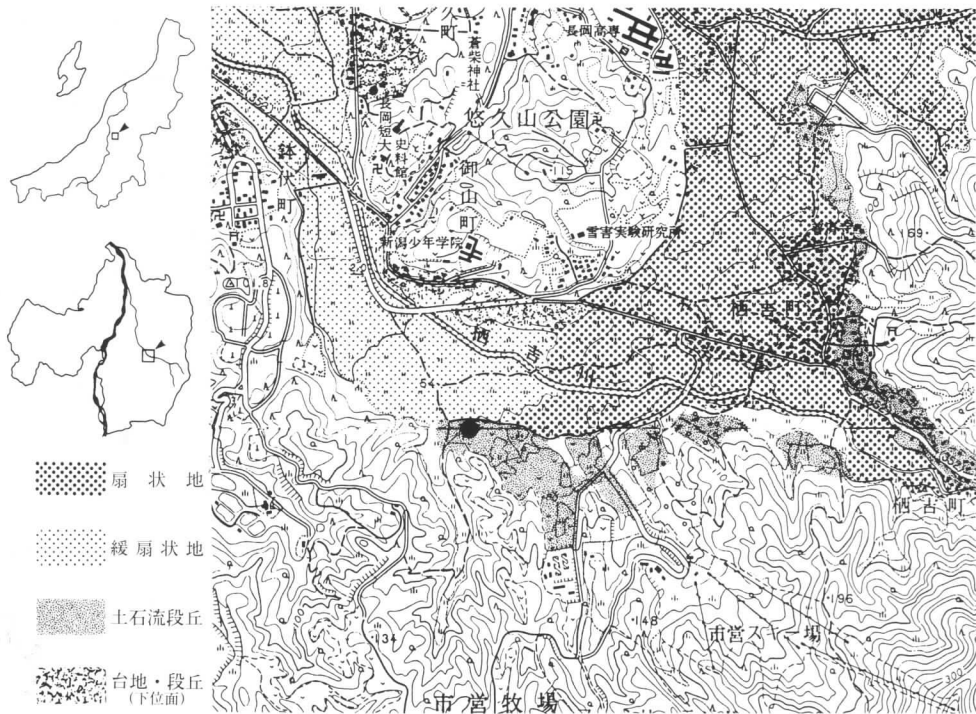 扇状地
緩扇状地
土石流段丘
台地・段丘
(下位面)
町
蒼柴神社
長岡高専
悠久山公園
長岡短大
史料館
御山町
鉢伏町
115
新潟少年学院
雪害実験研究所
普済寺
169
栖吉町
栖吉川
54
栖吉町
196
148
134
市営スキー場
市営牧場
300